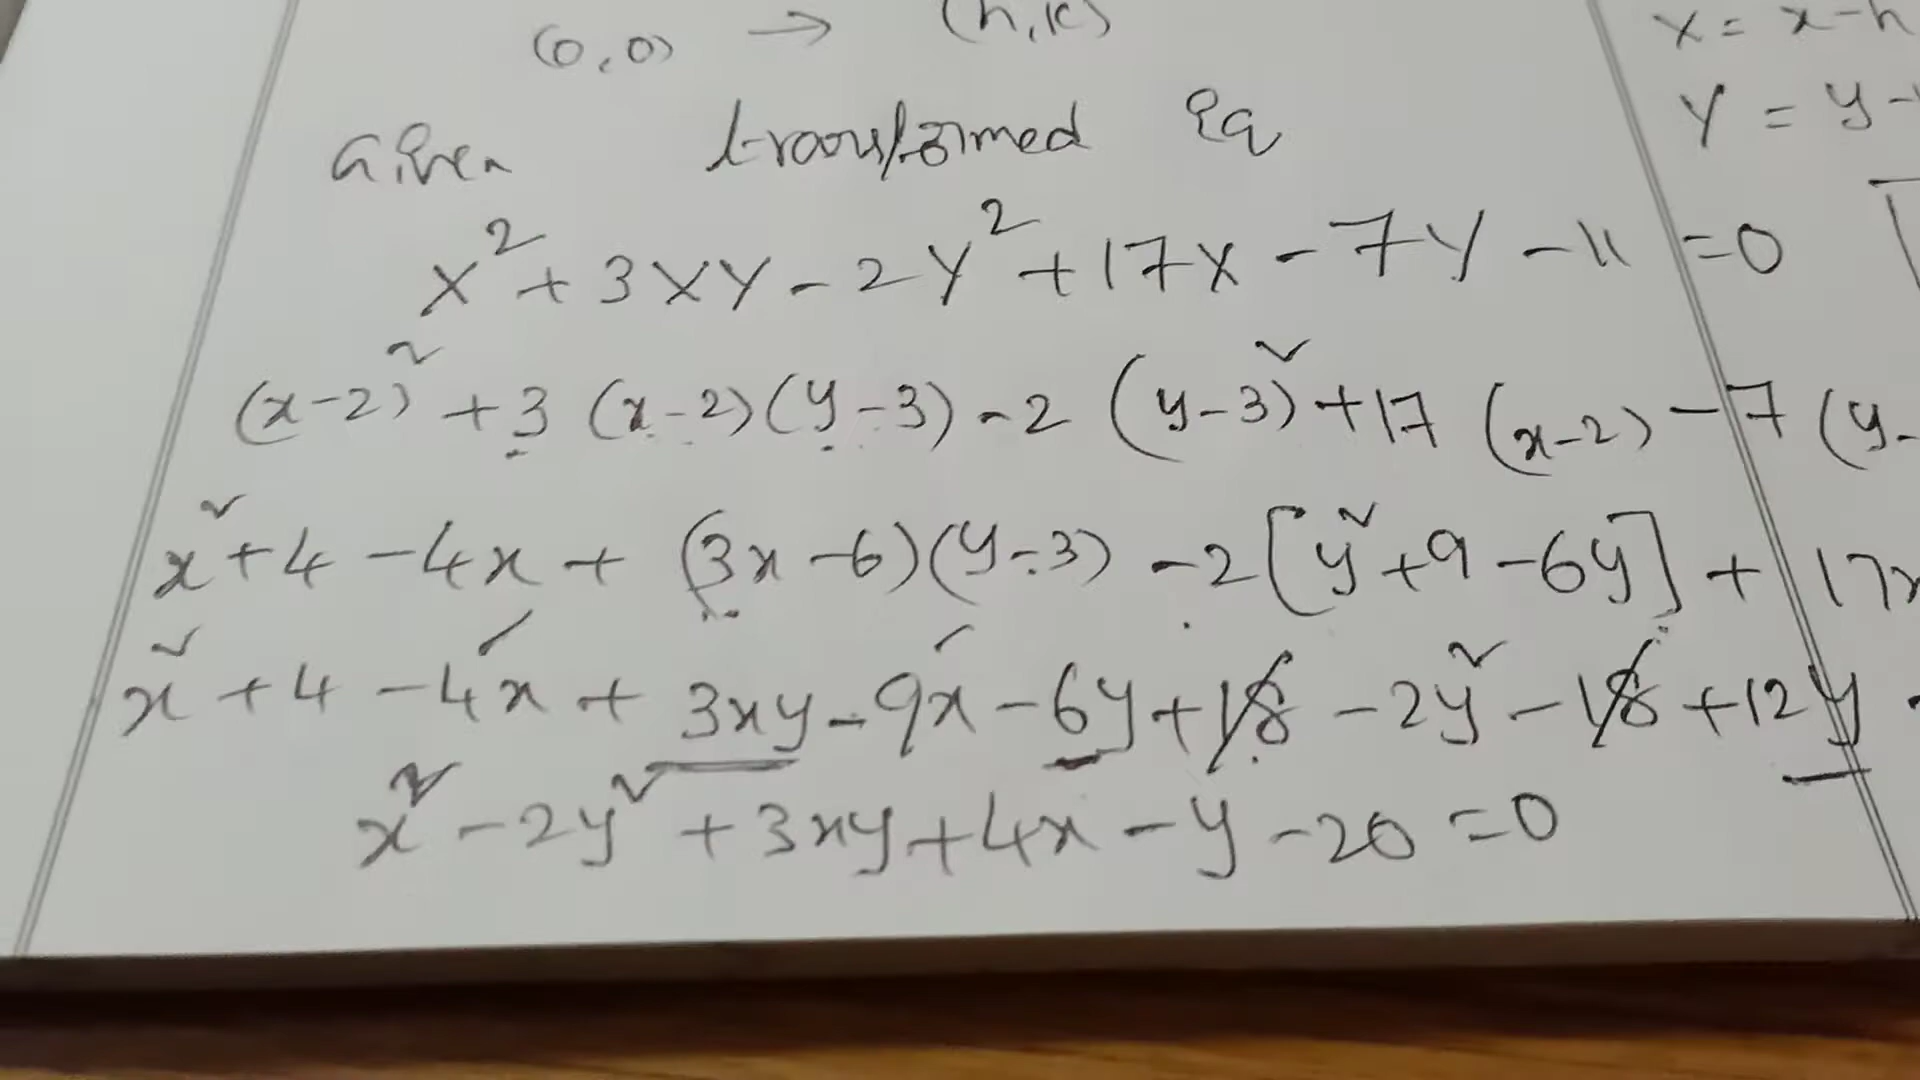 (0,0) → (h,k)
x = x-h
Y = y-
Given transformed Eq
x² + 3XY - 2Y² + 17X - 7Y - 11 = 0
(x-2)² + 3 (x-2)(y-3) - 2 (y-3)² + 17 (x-2) - 7 (y-
x² + 4 - 4x + (3x-6)(y-3) - 2[y² + 9 - 6y] + 17x
x² + 4 - 4x + 3xy - 9x - 6y + 18 - 2y² - 18 + 12y
x² - 2y² + 3xy + 4x - y - 20 = 0